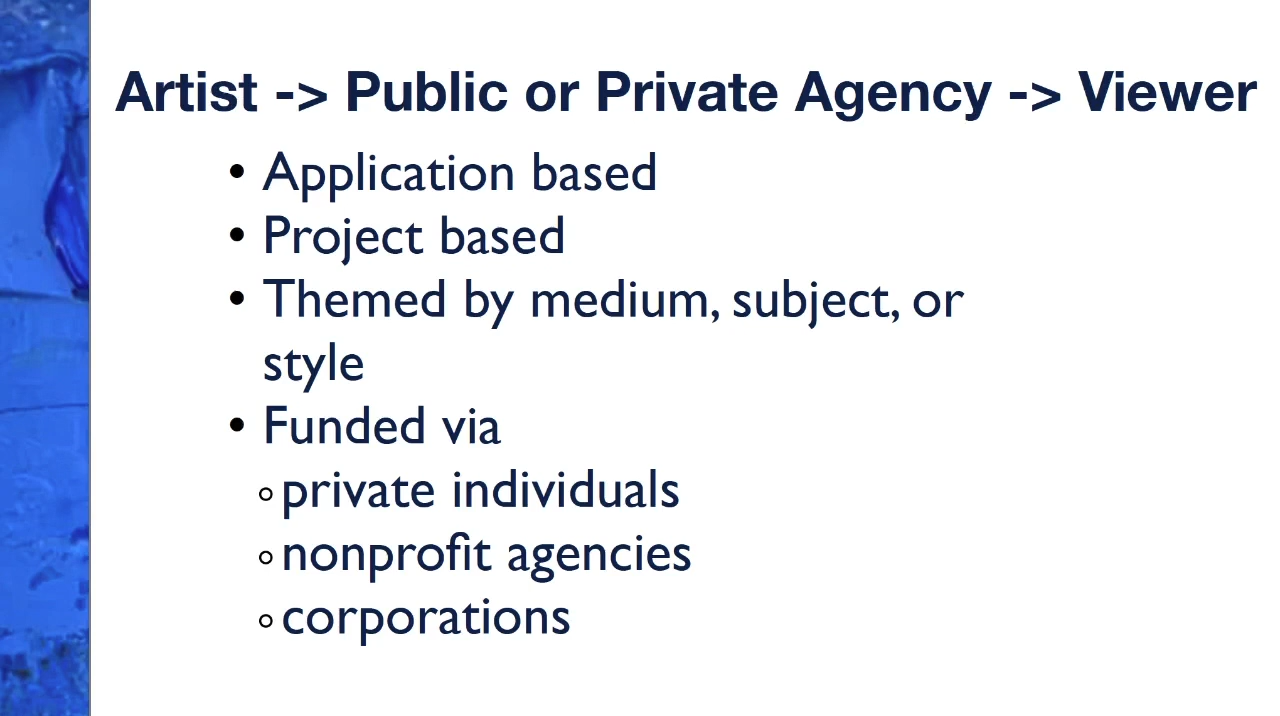 Artist -> Public or Private Agency -> Viewer
• Application based
• Project based
• Themed by medium, subject, or
style
• Funded via
○ private individuals
○ nonprofit agencies
○ corporations